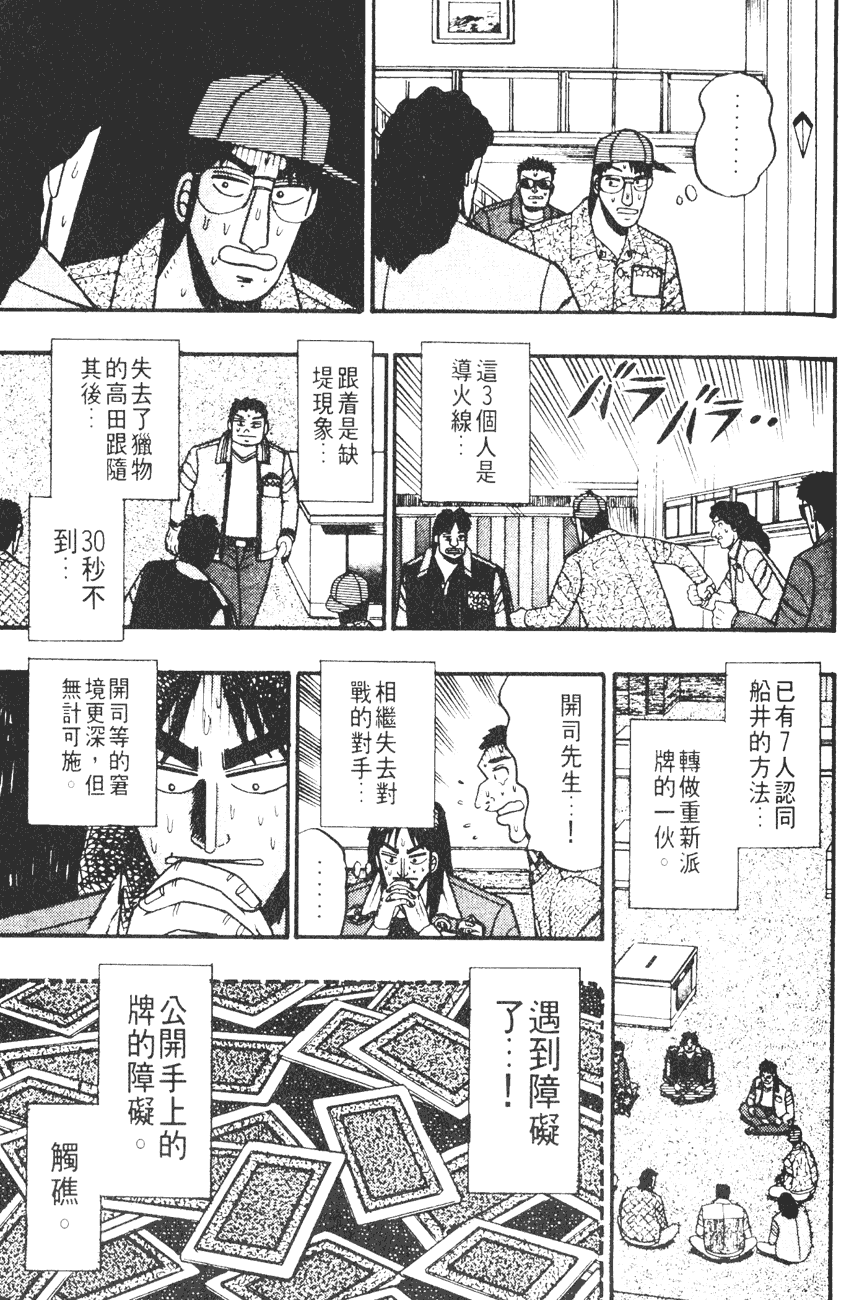 ………
バラ
バラ‥
這3個人是
導火線…
跟着是缺
堤現象…
失去了獵物
的高田跟隨
其後…
30秒不
到…
已有7人認同
船井的方法…
轉做重新派
牌的一伙。
開司先生…！
相繼失去對
戰的對手…
……
開司等的窘
境更深，但
無計可施。
遇到障礙
了…！
公開手上的
牌的障礙。
觸礁。